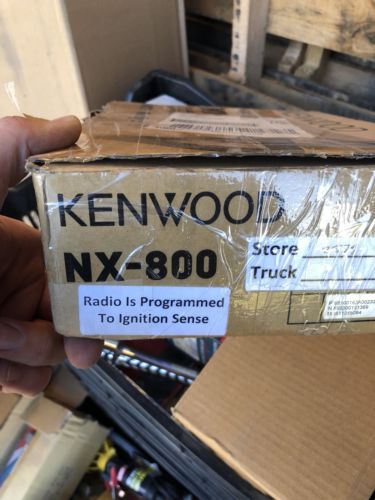 KENWOOD
NX-800
Store
Truck
Radio Is Programmed
To Ignition Sense